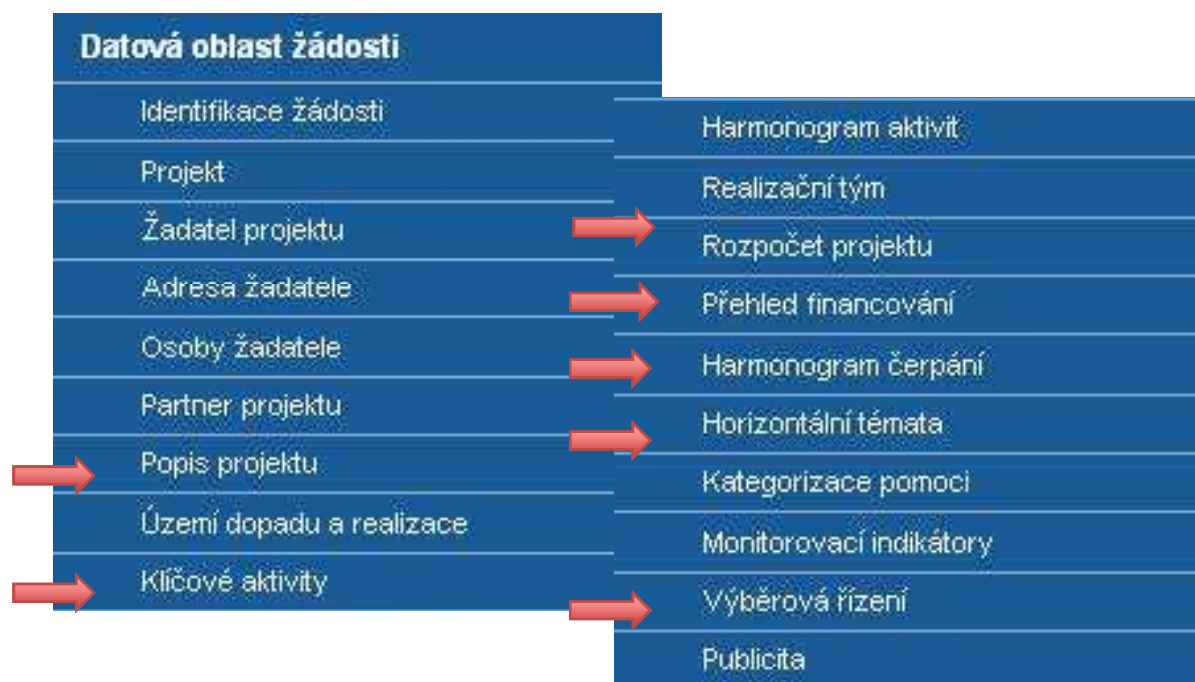 Datová oblast žádosti
Identifikace žádosti
Projekt
Žadatel projektu
Adresa žadatele
Osoby žadatele
Partner projektu
Popis projektu
Území dopadu a realizace
Klíčové aktivity
Harmonogram aktivit
Realizační tým
Rozpočet projektu
Přehled financování
Harmonogram čerpání
Horizontální témata
Kategorizace pomoci
Monitorovací indikátory
Výběrová řízení
Publicita